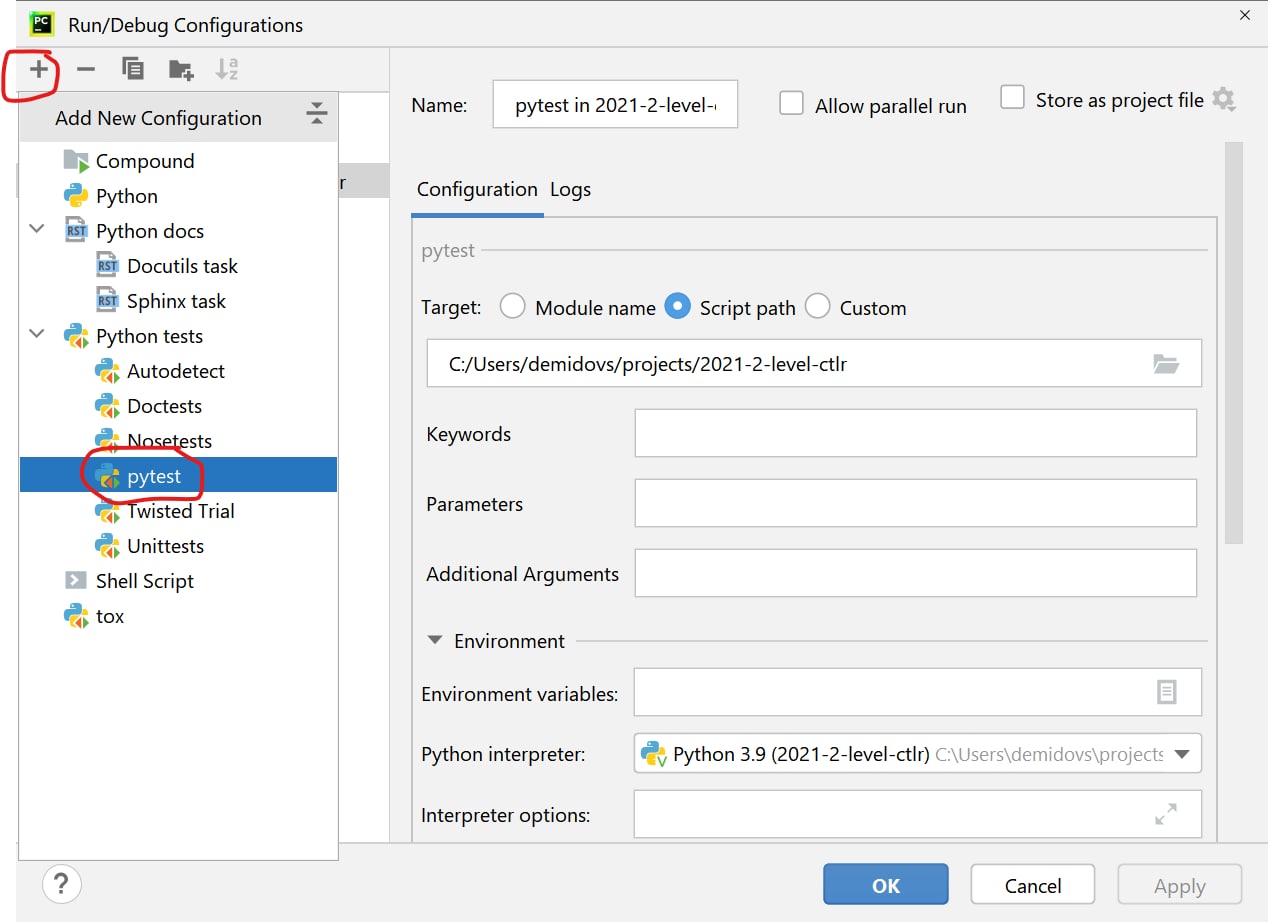 PC
Run/Debug Configurations
a
z
Add New Configuration
Compound
Python
RST Python docs
RST Docutils task
RST Sphinx task
Python tests
Autodetect
Doctests
Nosetests
pytest
Twisted Trial
Unittests
Shell Script
tox
r
Name: pytest in 2021-2-level- Allow parallel run Store as project file
Configuration Logs
pytest
Target: Module name Script path Custom
C:/Users/demidovs/projects/2021-2-level-ctlr
Keywords
Parameters
Additional Arguments
Environment
Environment variables:
Python interpreter: Python 3.9 (2021-2-level-ctlr) C:\Users\demidovs\projects
Interpreter options:
? OK Cancel Apply